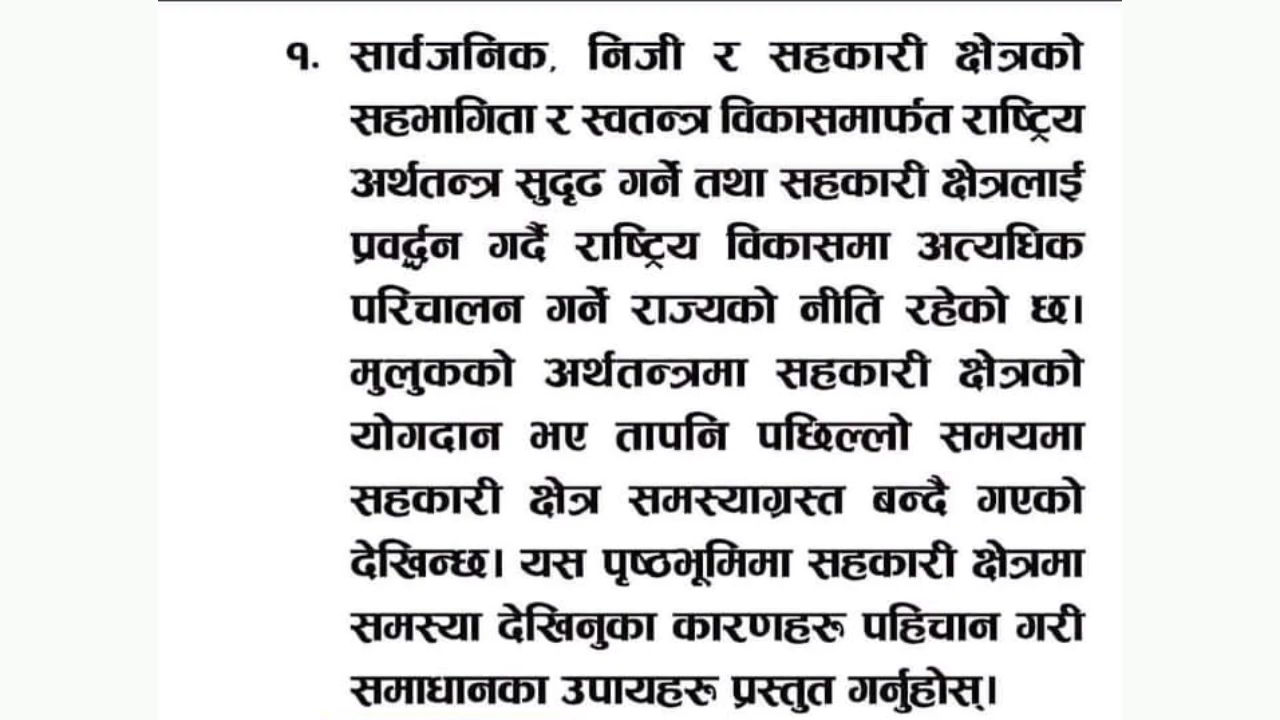 १. सार्वजनिक, निजी र सहकारी क्षेत्रको
सहभागिता र स्वतन्त्र विकासमार्फत राष्ट्रिय
अर्थतन्त्र सुदृढ गर्ने तथा सहकारी क्षेत्रलाई
प्रवर्द्धन गर्दै राष्ट्रिय विकासमा अत्यधिक
परिचालन गर्ने राज्यको नीति रहेको छ।
मुलुकको अर्थतन्त्रमा सहकारी क्षेत्रको
योगदान भए तापनि पछिल्लो समयमा
सहकारी क्षेत्र समस्याग्रस्त बन्दै गएको
देखिन्छ। यस पृष्ठभूमिमा सहकारी क्षेत्रमा
समस्या देखिनुका कारणहरू पहिचान गरी
समाधानका उपायहरू प्रस्तुत गर्नुहोस्।